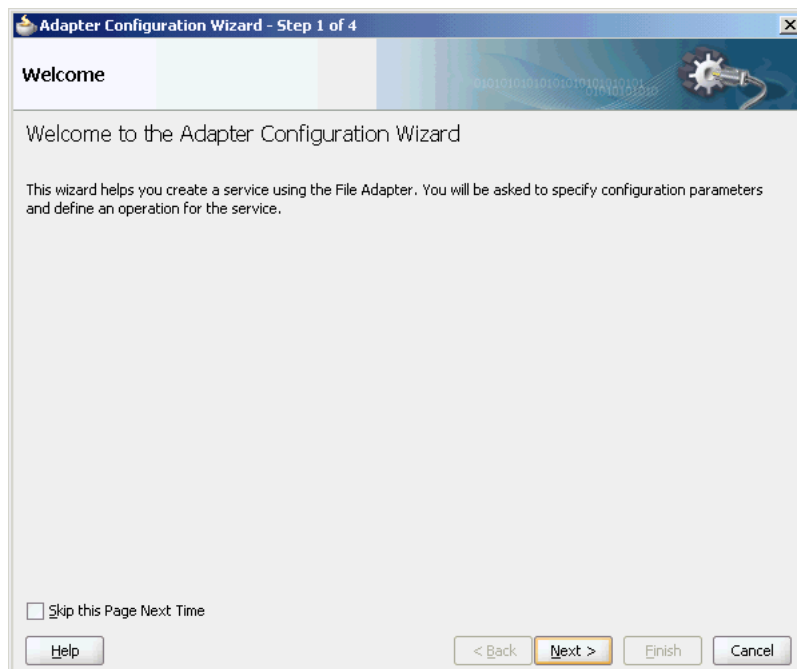 Adapter Configuration Wizard - Step 1 of 4
Welcome
Welcome to the Adapter Configuration Wizard
This wizard helps you create a service using the File Adapter. You will be asked to specify configuration parameters
and define an operation for the service.
Skip this Page Next Time
Help
< Back
Next >
Finish
Cancel